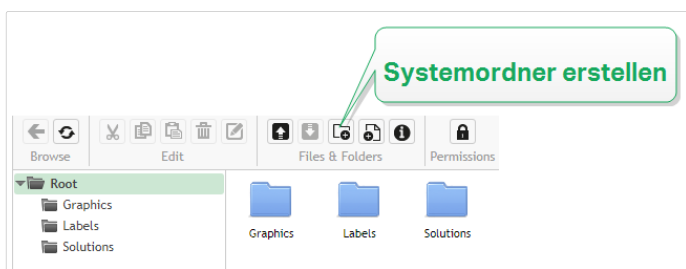 Systemordner erstellen
Browse Edit Files & Folders Permissions
Root
Graphics
Labels
Solutions
Graphics Labels Solutions